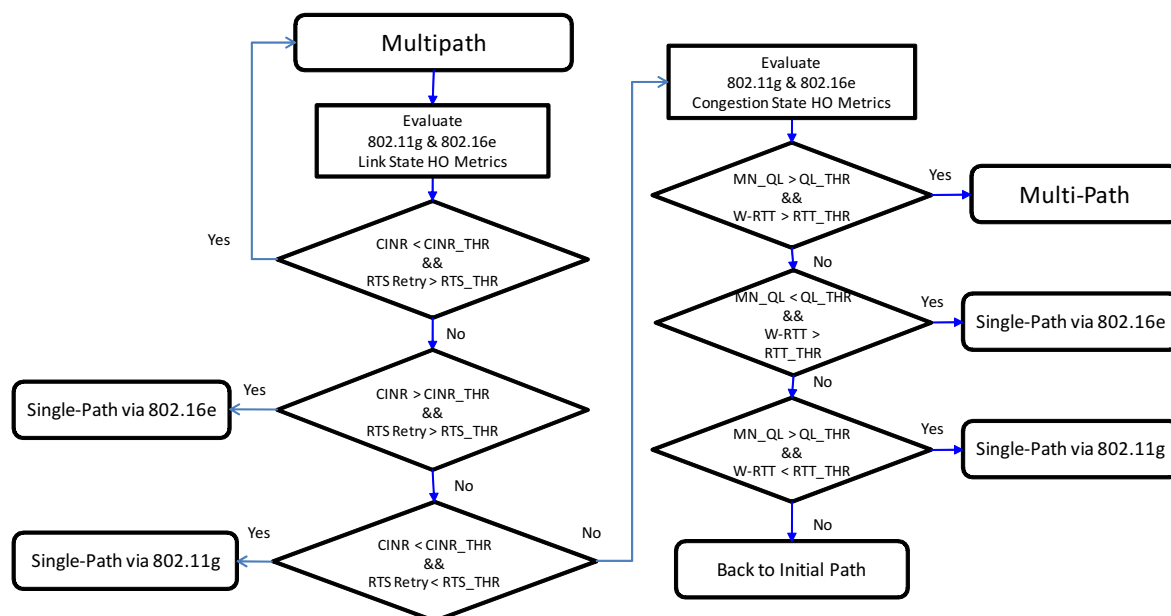 Multipath
Evaluate
802.11g & 802.16e
Link State HO Metrics
Yes
CINR < CINR_THR
&&
RTS Retry > RTS_THR
No
Single-Path via 802.16e
Yes
CINR > CINR_THR
&&
RTS Retry > RTS_THR
No
Single-Path via 802.11g
Yes
CINR < CINR_THR
&&
RTS Retry < RTS_THR
No
Evaluate
802.11g & 802.16e
Congestion State HO Metrics
MN_QL > QL_THR
&&
W-RTT > RTT_THR
Yes
Multi-Path
No
MN_QL < QL_THR
&&
W-RTT >
RTT_THR
Yes
Single-Path via 802.16e
No
MN_QL > QL_THR
&&
W-RTT < RTT_THR
Yes
Single-Path via 802.11g
No
Back to Initial Path